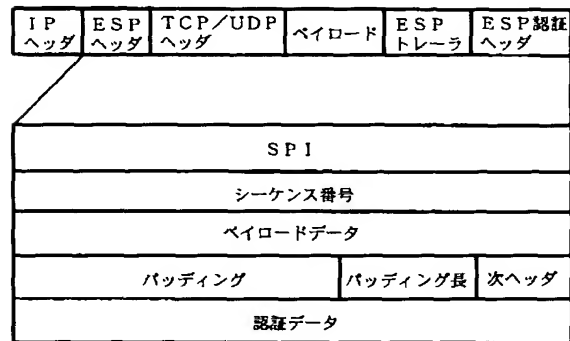 IP ヘッダ
ESP ヘッダ
TCP／UDP ヘッダ
ペイロード
ESP トレーラ
ESP認証 ヘッダ
SPI
シーケンス番号
ペイロードデータ
パッディング
パッディング長
次ヘッダ
認証データ